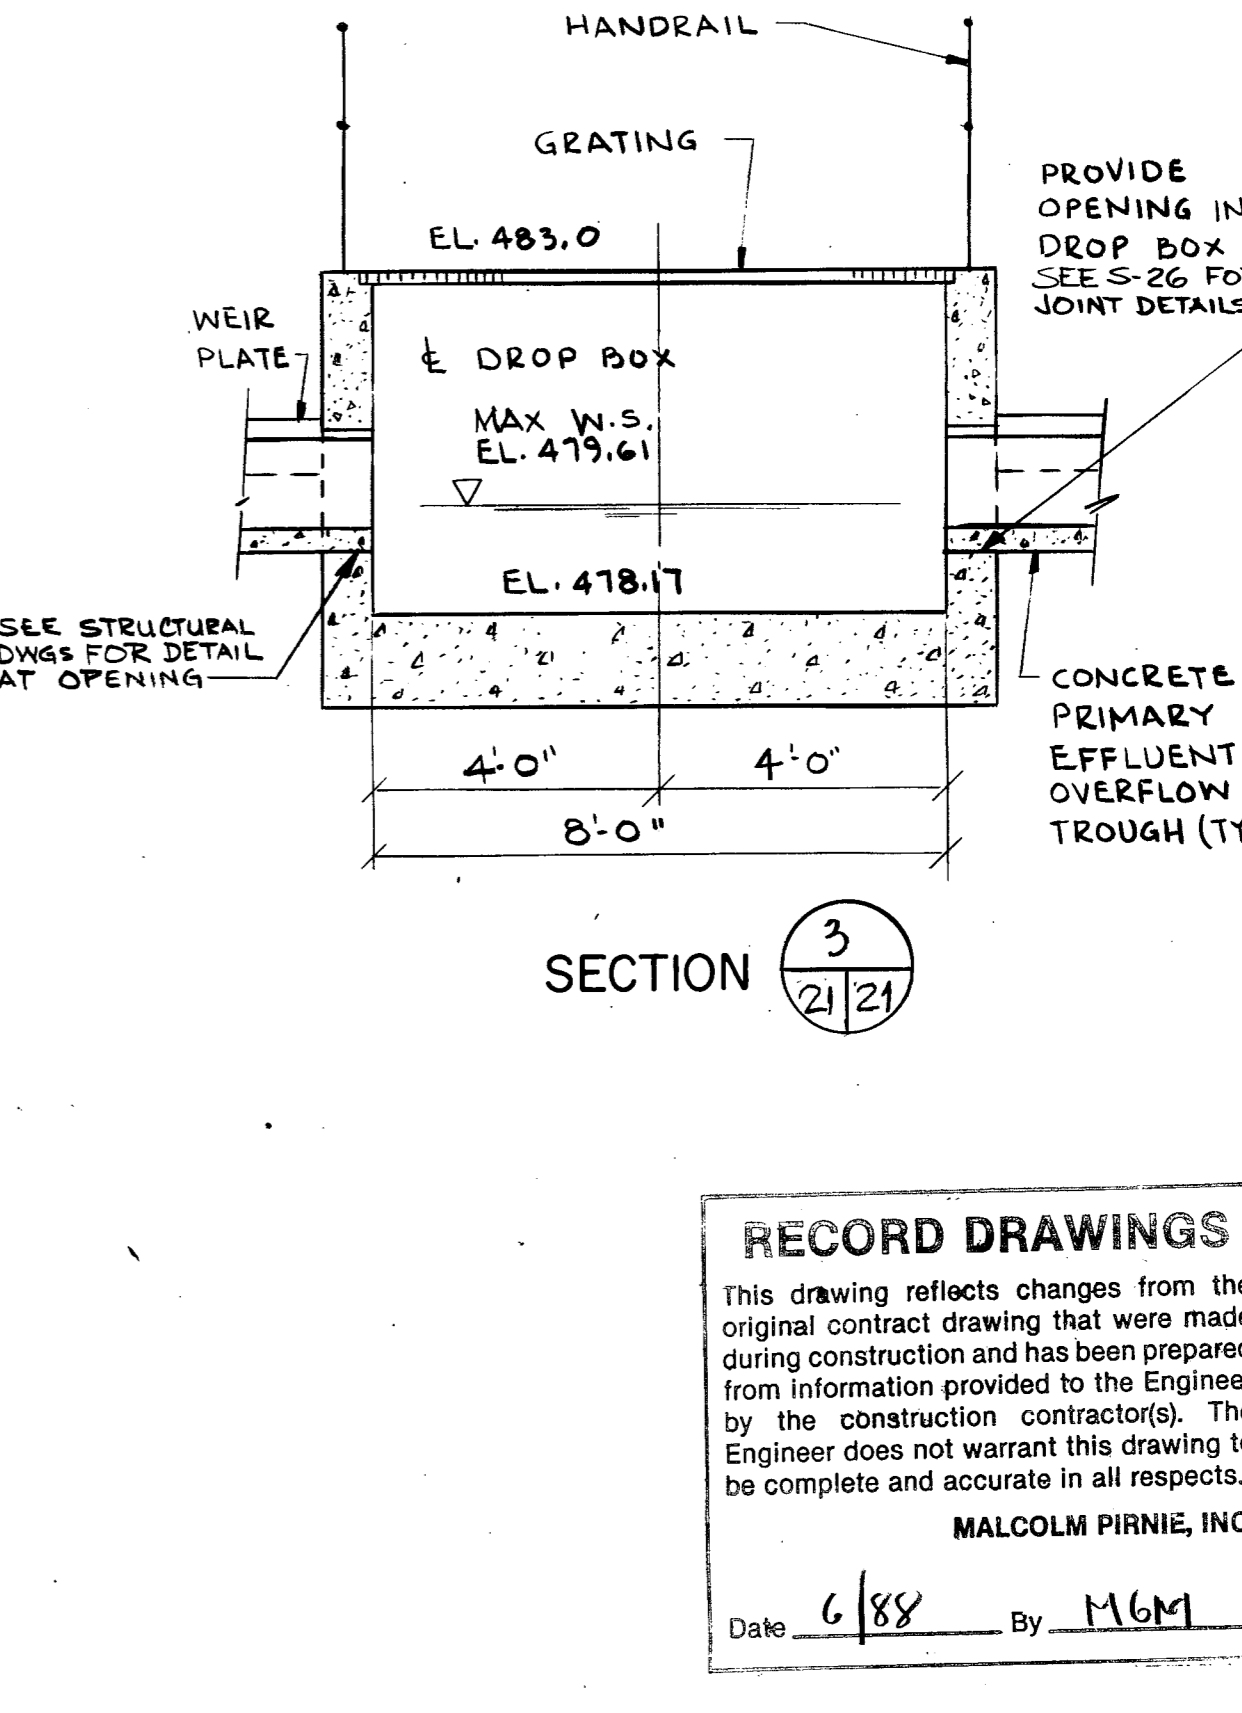 HANDRAIL
GRATING
PROVIDE
OPENING IN
DROP BOX
SEE S-26 FO
JOINT DETAILS
EL. 483.0
WEIR
PLATE
℄ DROP BOX
MAX W.S.
EL. 479.61
EL. 478.17
SEE STRUCTURAL
DWGS FOR DETAIL
AT OPENING
CONCRETE
PRIMARY
EFFLUENT
OVERFLOW
TROUGH (TY
4'-0" 4'-0"
8'-0"
SECTION 3
21 21
RECORD DRAWINGS
This drawing reflects changes from the
original contract drawing that were made
during construction and has been prepared
from information provided to the Enginee
by the construction contractor(s). The
Engineer does not warrant this drawing to
be complete and accurate in all respects.
MALCOLM PIRNIE, INC
Date 6/88 By MGM